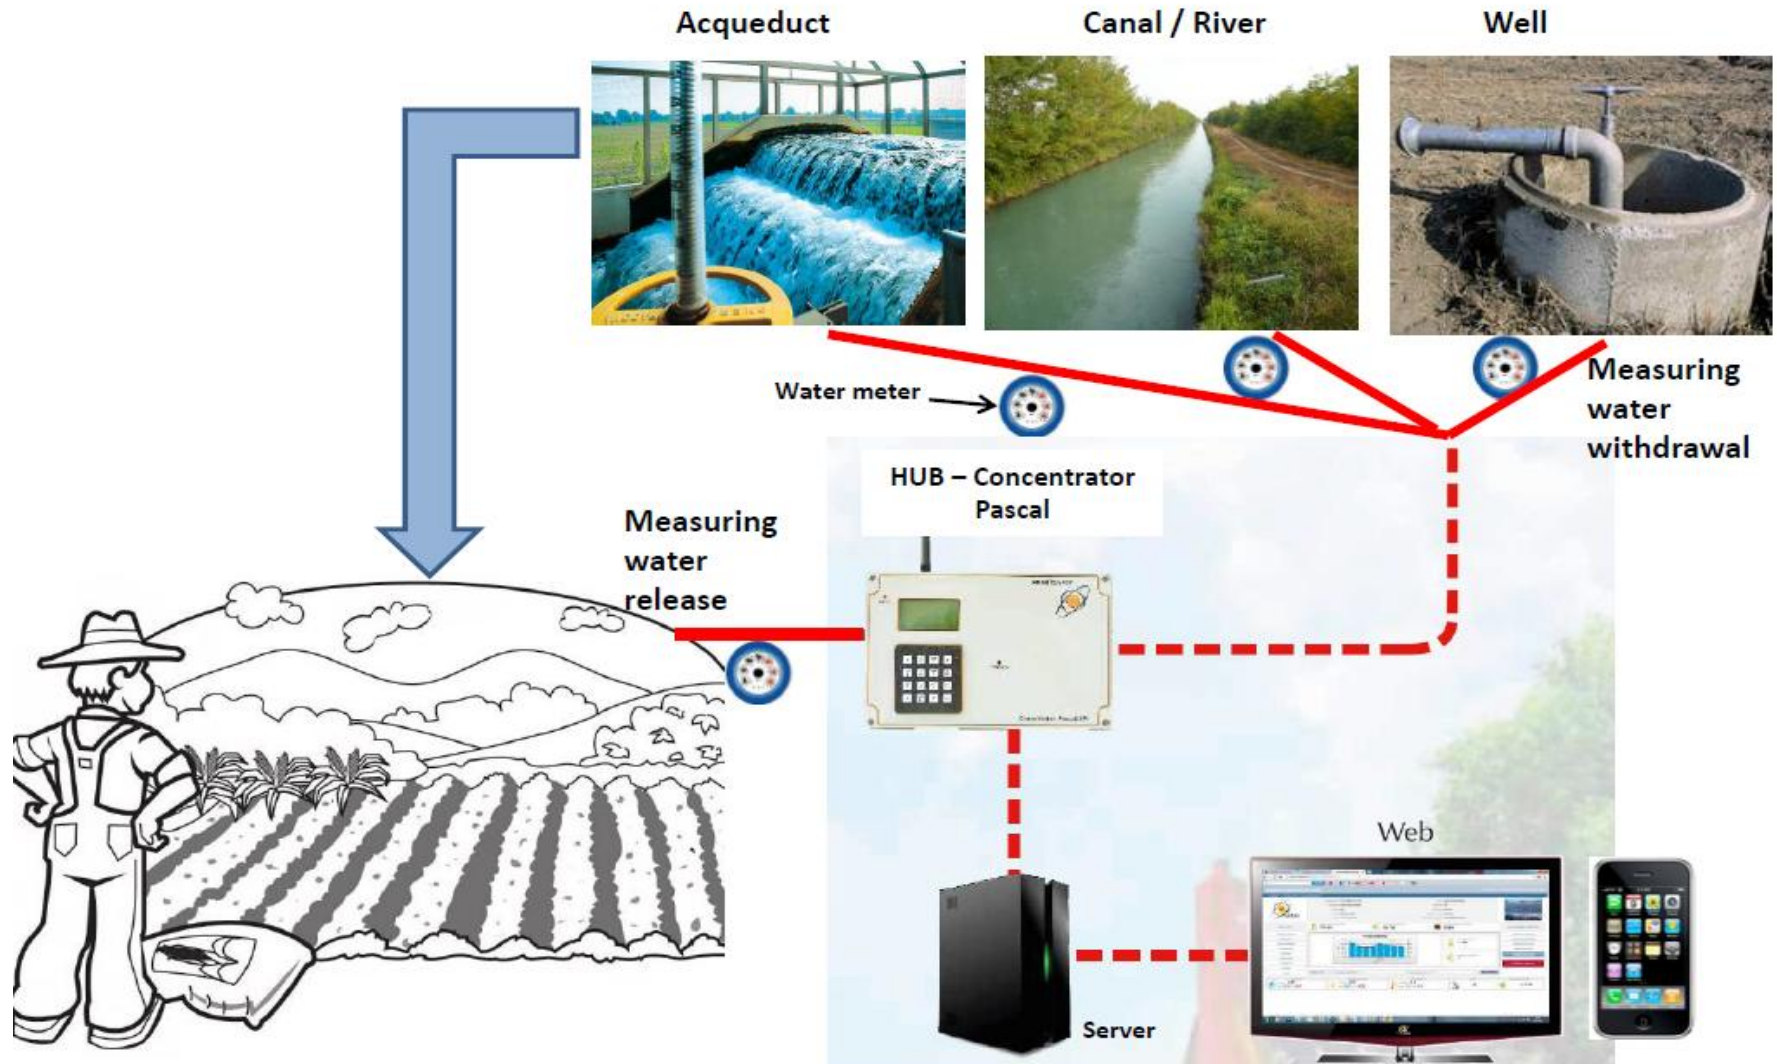 Acqueduct
Canal / River
Well
Water meter
Measuring
water
withdrawal
HUB – Concentrator
Pascal
Measuring
water
release
Web
Server